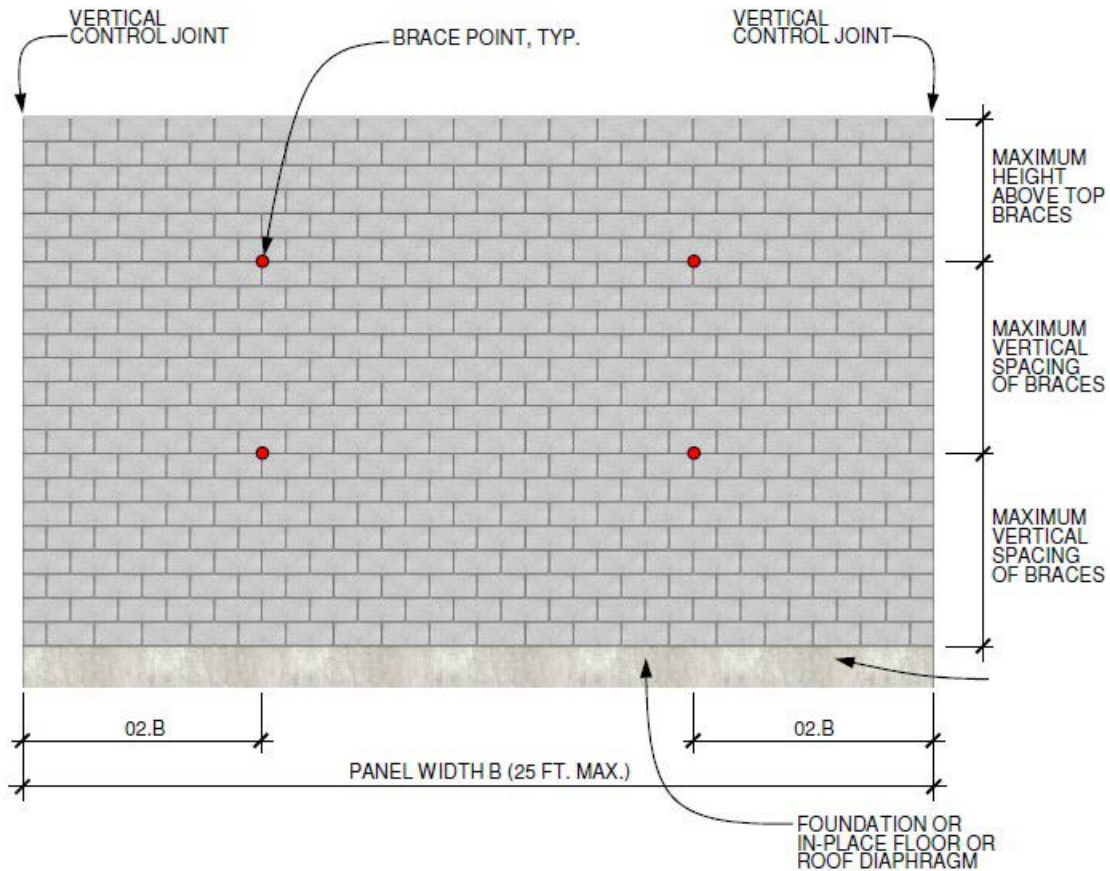 VERTICAL
CONTROL JOINT
BRACE POINT, TYP.
VERTICAL
CONTROL JOINT
MAXIMUM
HEIGHT
ABOVE TOP
BRACES
MAXIMUM
VERTICAL
SPACING
OF BRACES
MAXIMUM
VERTICAL
SPACING
OF BRACES
02.B
02.B
PANEL WIDTH B (25 FT. MAX.)
FOUNDATION OR
IN-PLACE FLOOR OR
ROOF DIAPHRAGM